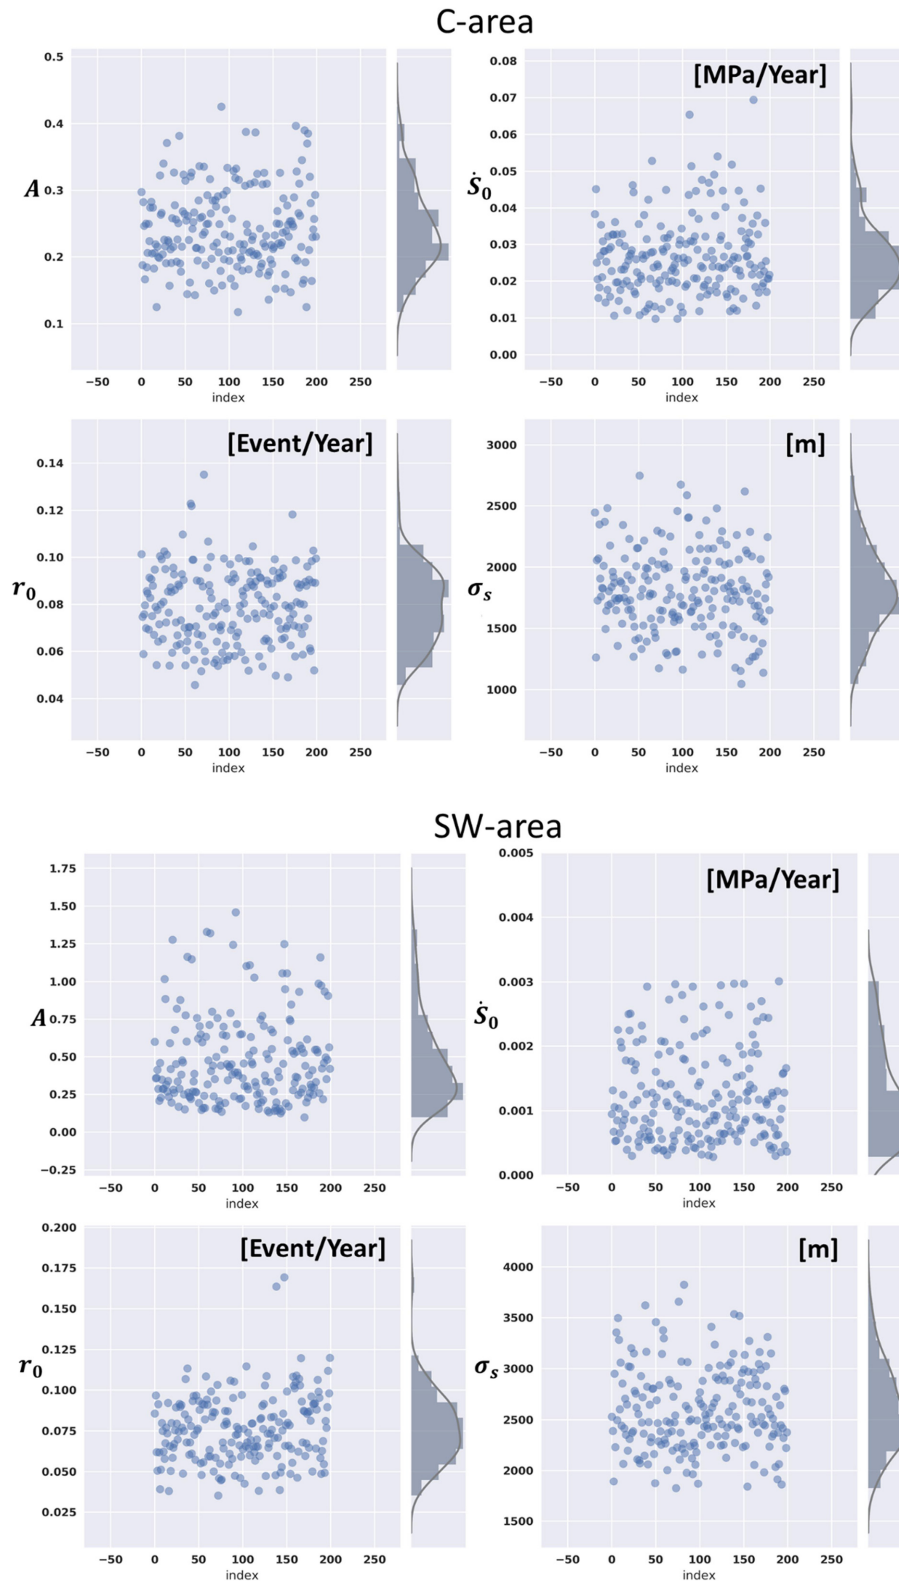 C-area
0.5
0.4
0.3
0.2
0.1
A
−50 0 50 100 150 200 250
index
[MPa/Year]
0.08
0.07
0.06
0.05
0.04
0.03
0.02
0.01
0.00
Ṡ₀
−50 0 50 100 150 200 250
index
[Event/Year]
0.14
0.12
0.10
0.08
0.06
0.04
r₀
−50 0 50 100 150 200 250
index
[m]
3000
2500
2000
1500
1000
σₛ
−50 0 50 100 150 200 250
index
SW-area
1.75
1.50
1.25
1.00
0.75
0.50
0.25
0.00
−0.25
A
−50 0 50 100 150 200 250
index
[MPa/Year]
0.005
0.004
0.003
0.002
0.001
0.000
Ṡ₀
−50 0 50 100 150 200 250
index
[Event/Year]
0.200
0.175
0.150
0.125
0.100
0.075
0.050
0.025
r₀
−50 0 50 100 150 200 250
index
[m]
4000
3500
3000
2500
2000
1500
σₛ
−50 0 50 100 150 200 250
index